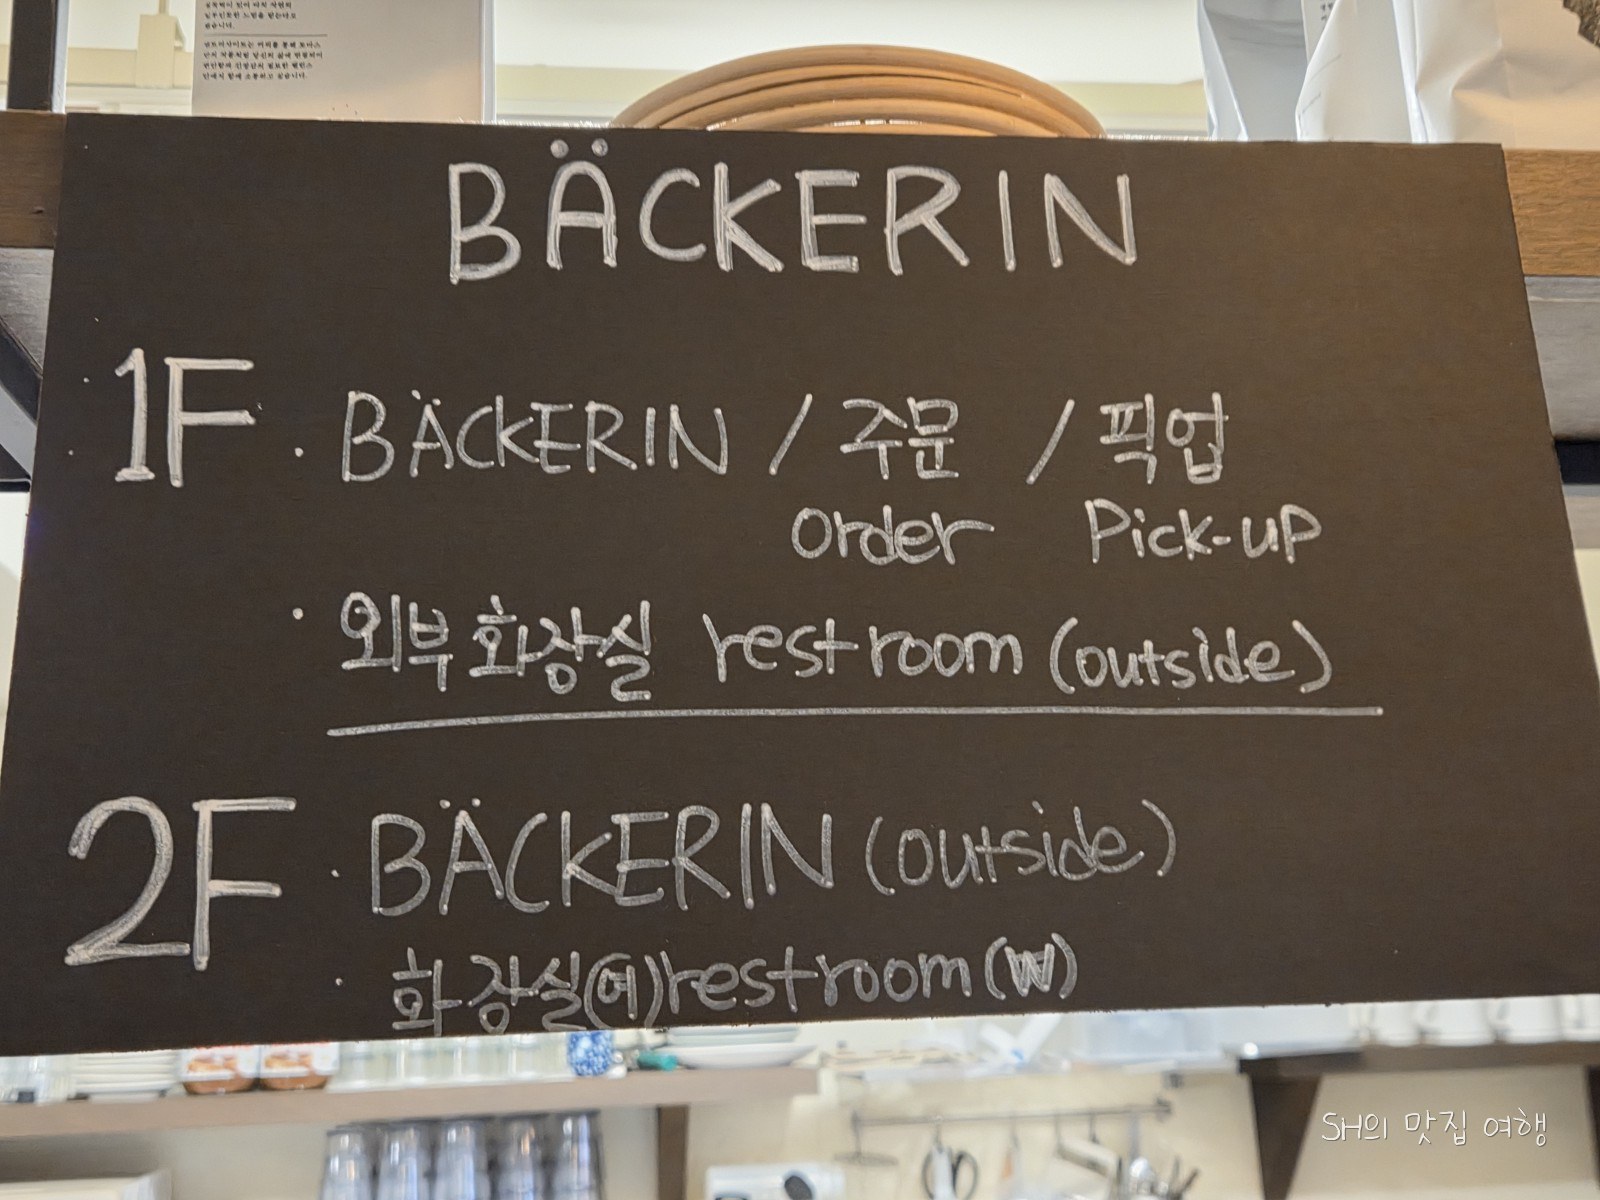 BÄCKERIN
1F · BÄCKERIN / 주문 / 픽업
order Pick-up
· 외부 화장실 restroom (outside)
2F · BÄCKERIN (outside)
· 화장실(여) restroom (W)
SH의 맛집 여행